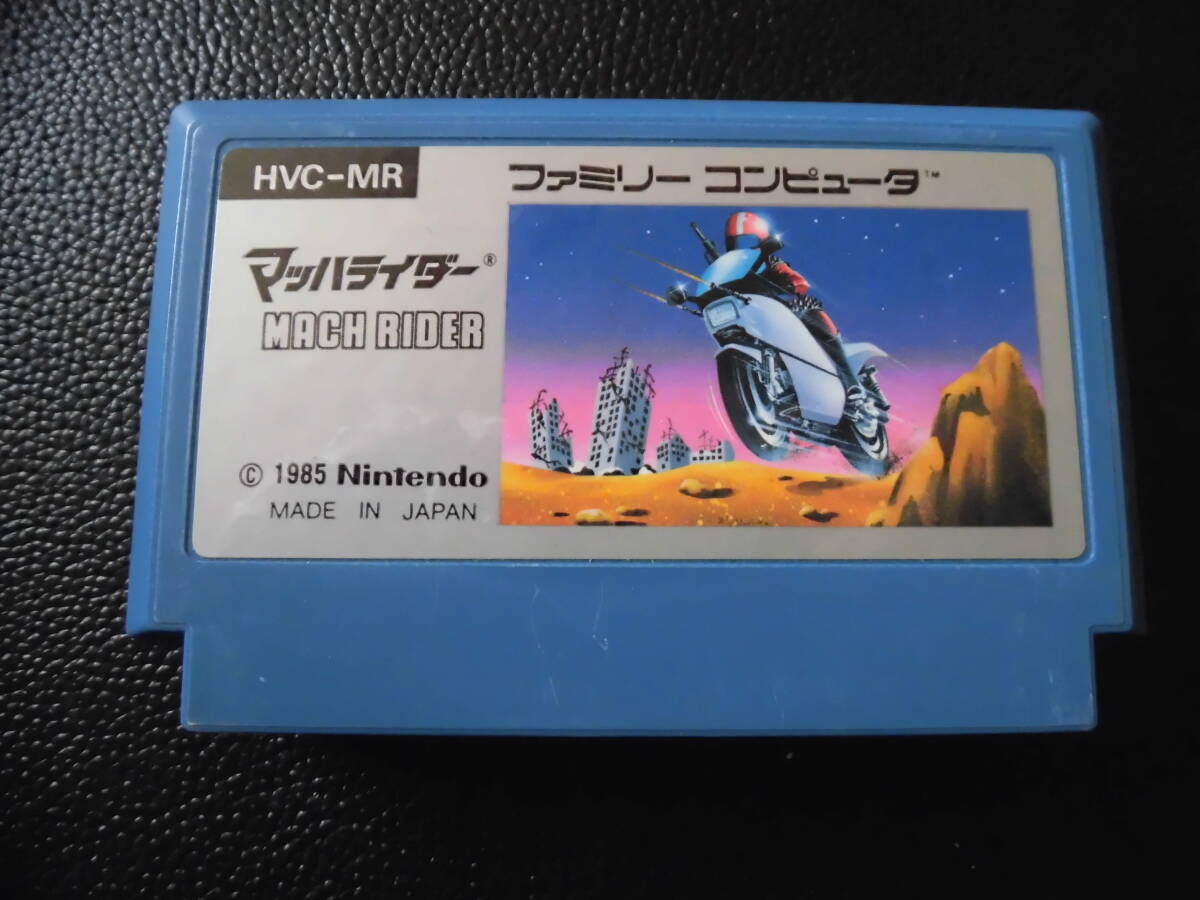 HVC-MR
ファミリー コンピュータ™
マッハライダー®
MACH RIDER
© 1985 Nintendo
MADE IN JAPAN